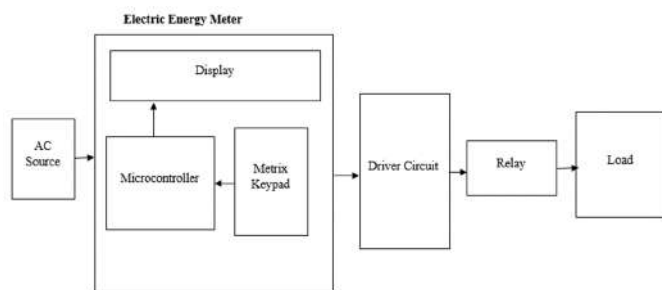 Electric Energy Meter
Display
AC
Source
Microcontroller
Metrix
Keypad
Driver Circuit
Relay
Load